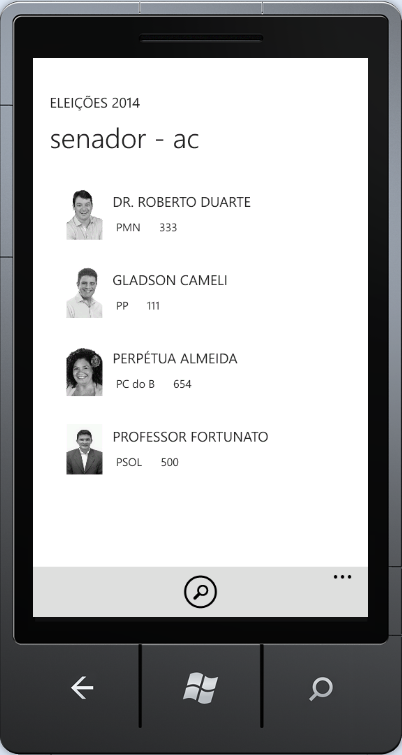 ELEIÇÕES 2014
senador - ac
DR. ROBERTO DUARTE
PMN 333
GLADSON CAMELI
PP 111
PERPÉTUA ALMEIDA
PC do B 654
PROFESSOR FORTUNATO
PSOL 500